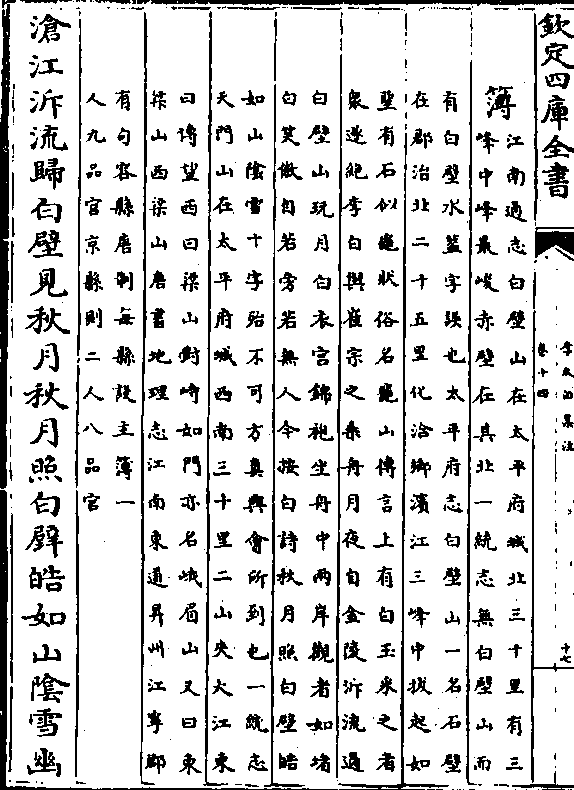 欽定四庫全書
李太白集注
卷十四
十七
簿
江南通志白壁山在太平府城北三十里有三
峰中峰最峻赤壁在其北一統志無白壁山而
有白壁水蓋字誤也太平府志白壁山一名石壁
在郡治北二十五里化洽鄉濱江三峰中拔起如
壁有石似龜狀俗名龜山傳言上有白玉求之者
衆遂絶李白與崔宗之乗舟月夜自金陵泝流過
白壁山玩月白衣宫錦袍坐舟中兩岸觀者如堵
白笑傲自若旁若無人今按白詩秋月照白壁皓
如山陰雪十字殆不可方真興會所到也一統志
天門山在太平府城西南三十里二山夾大江東
曰博望西曰梁山對峙如門亦名峨眉山又曰東
梁山西梁山唐書地理志江南東道昇州江寧郡
有句容縣唐制每縣設主簿一
人九品官京縣則二人八品官
滄江泝流歸白壁見秋月秋月照白壁皓如山陰雪幽